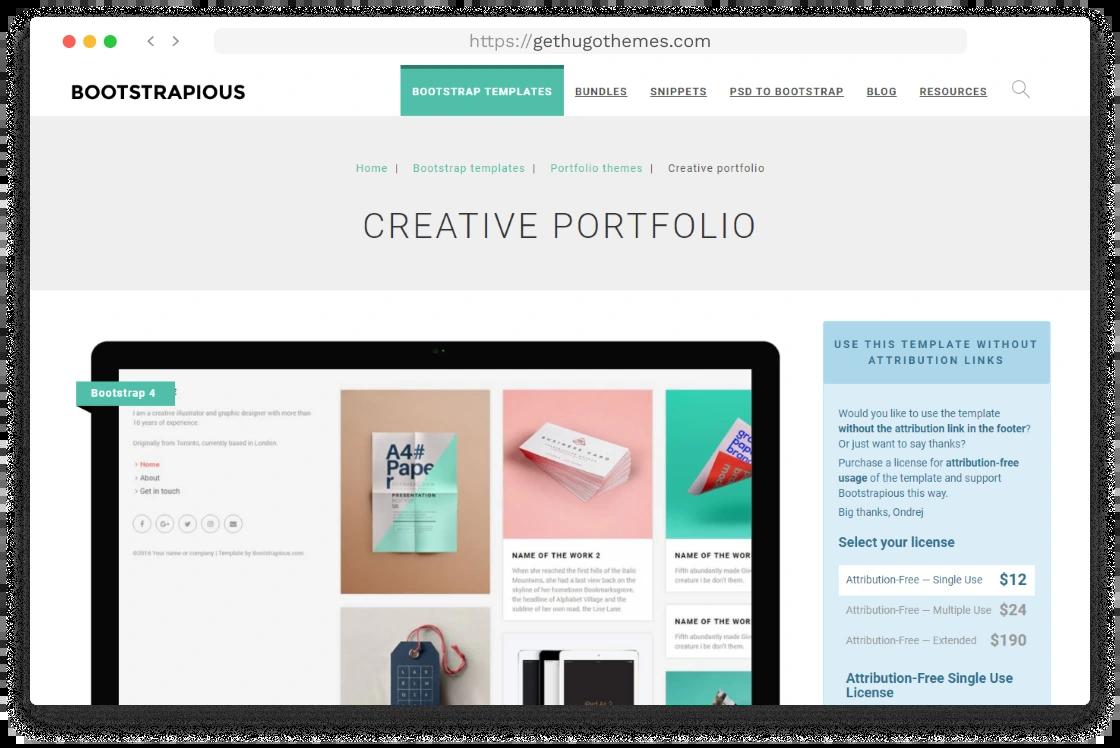 https://gethugothemes.com
BOOTSTRAPIOUS
BOOTSTRAP TEMPLATES
BUNDLES
SNIPPETS
PSD TO BOOTSTRAP
BLOG
RESOURCES
Home | Bootstrap templates | Portfolio themes | Creative portfolio
CREATIVE PORTFOLIO
Bootstrap 4
I am a creative illustrator and graphic designer with more than
10 years of experience.
Originally from Toronto, currently based in London.
› Home
› About
› Get in touch
©2016 Your name or company | Template by Bootstrapious.com
A4#
Pape
r
PRESENTATION
BUSINESS CARD
NAME OF THE WORK 2
When she reached the first hills of the Italic
Mountains, she had a last view back on the
skyline of her hometown Bookmarksgrove,
the headline of Alphabet Village and the
subline of her own road, the Line Lane.
NAME OF THE WOR
Fifth abundantly made Giv
creature i be don't them.
NAME OF THE WOR
Fifth abundantly made Giv
creature i be don't them.
USE THIS TEMPLATE WITHOUT
ATTRIBUTION LINKS
Would you like to use the template
without the attribution link in the footer?
Or just want to say thanks?
Purchase a license for attribution-free
usage of the template and support
Bootstrapious this way.
Big thanks, Ondrej
Select your license
Attribution-Free — Single Use $12
Attribution-Free — Multiple Use $24
Attribution-Free — Extended $190
Attribution-Free Single Use
License